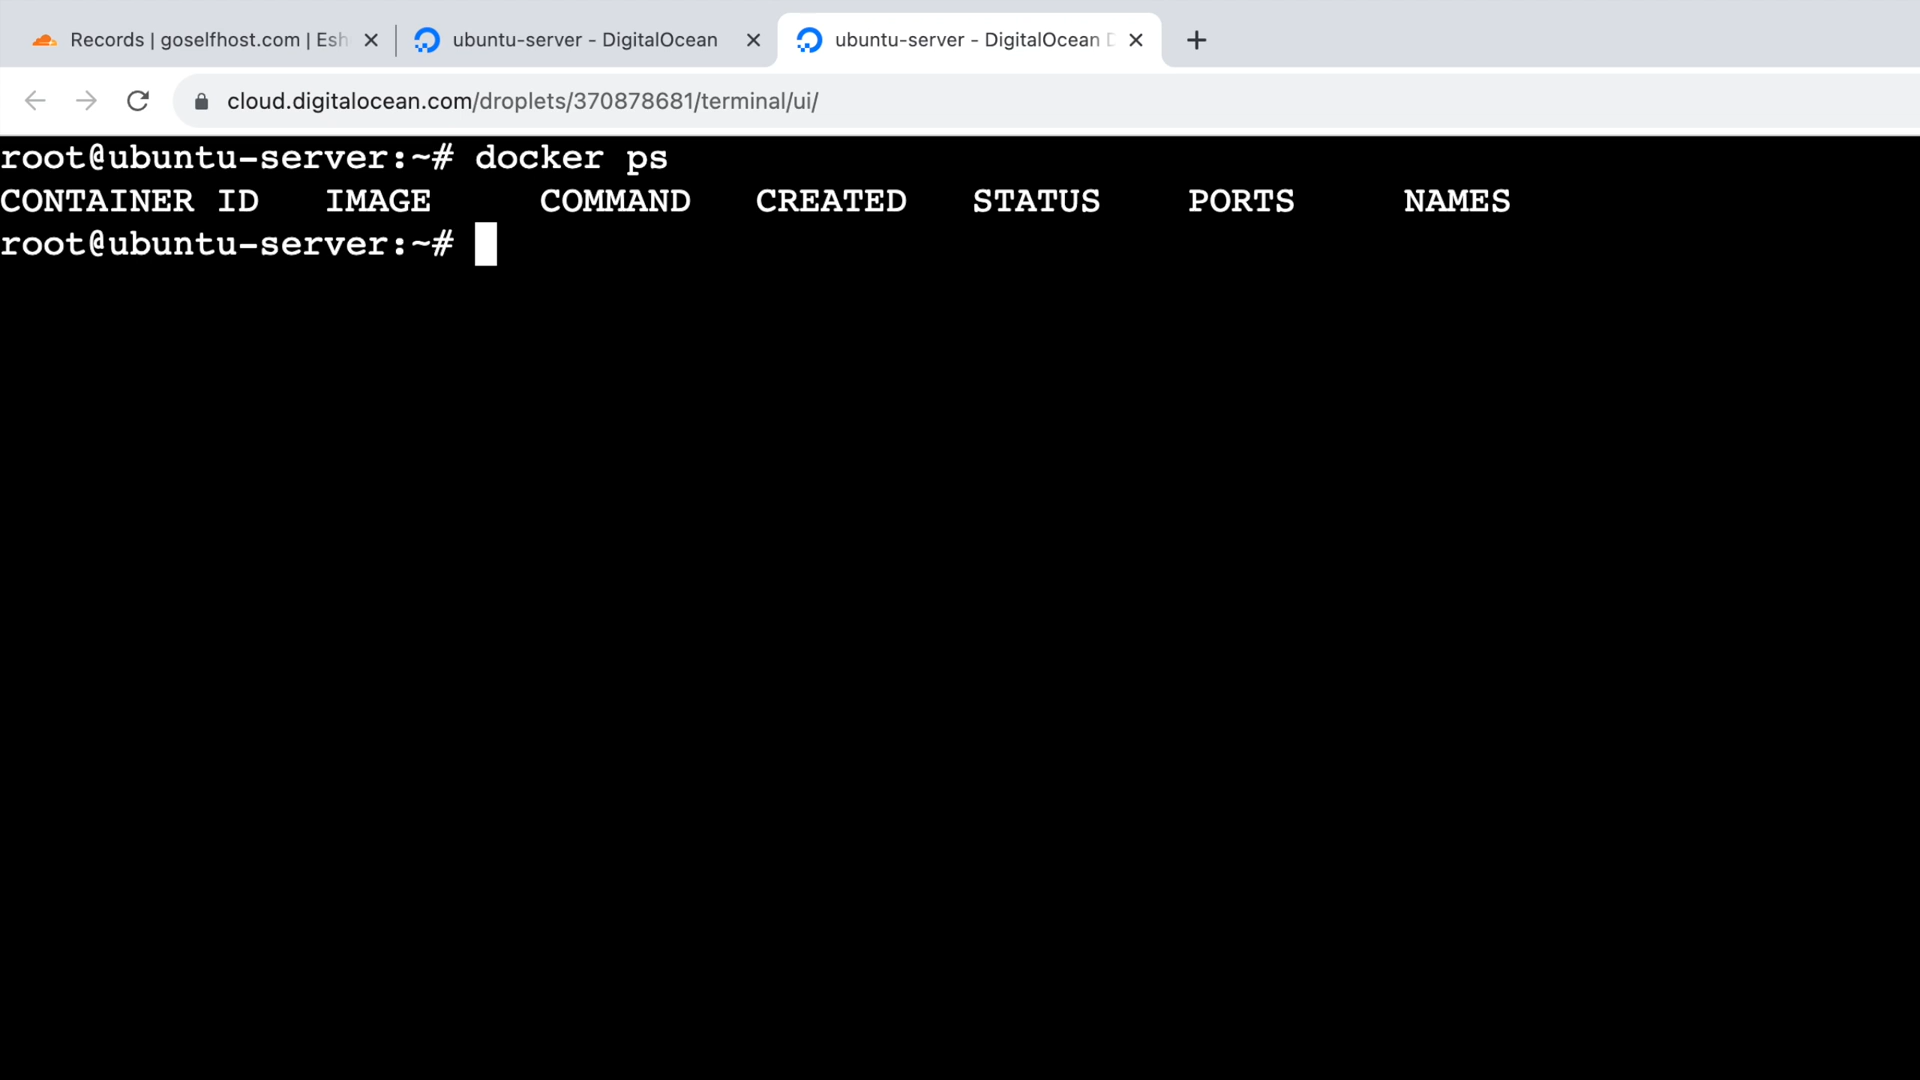 Records | goselfhost.com | Esh
ubuntu-server - DigitalOcean
ubuntu-server - DigitalOcean D
cloud.digitalocean.com/droplets/370878681/terminal/ui/
root@ubuntu-server:~# docker ps
CONTAINER ID IMAGE COMMAND CREATED STATUS PORTS NAMES
root@ubuntu-server:~#